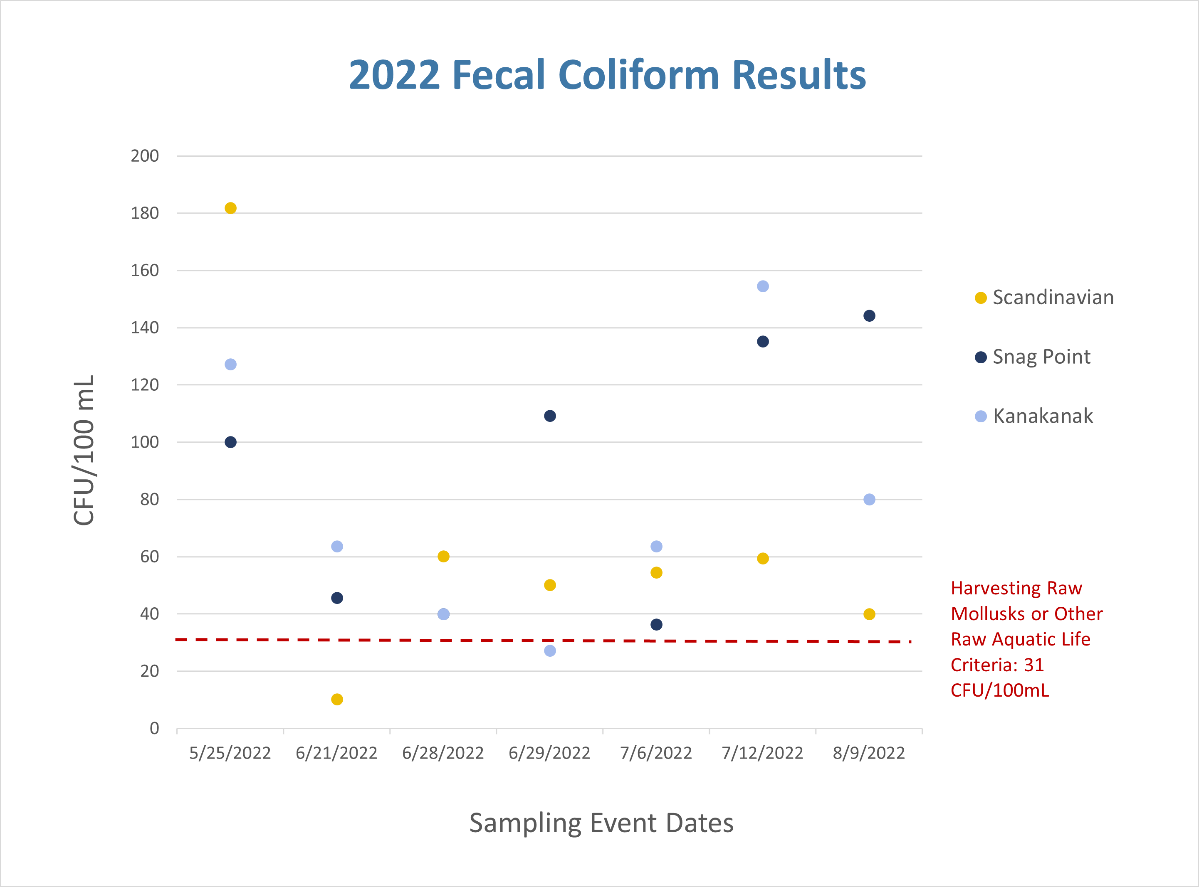 2022 Fecal Coliform Results
200
180
160
140
120
100
80
60
40
20
0
CFU/100 mL
5/25/2022 6/21/2022 6/28/2022 6/29/2022 7/6/2022 7/12/2022 8/9/2022
Sampling Event Dates
Scandinavian
Snag Point
Kanakanak
Harvesting Raw
Mollusks or Other
Raw Aquatic Life
Criteria: 31
CFU/100mL